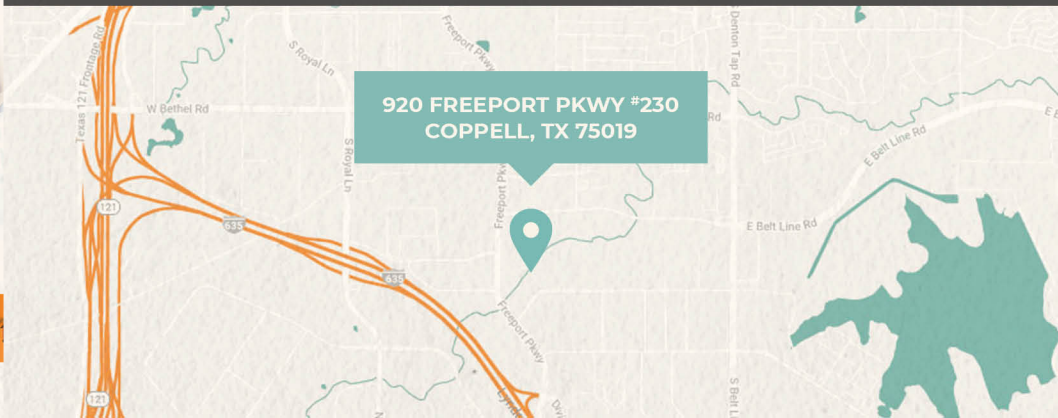 Freeport Pkwy
S Denton Tap Rd
Texas 121 Frontage Rd
S Royal Ln
W Bethel Rd
920 FREEPORT PKWY #230
COPPELL, TX 75019
Rd
E Belt Line Rd
S Royal Ln
Freeport Pkwy
121
635
E Belt Line Rd
635
Freeport Pkwy
121
S Belt L